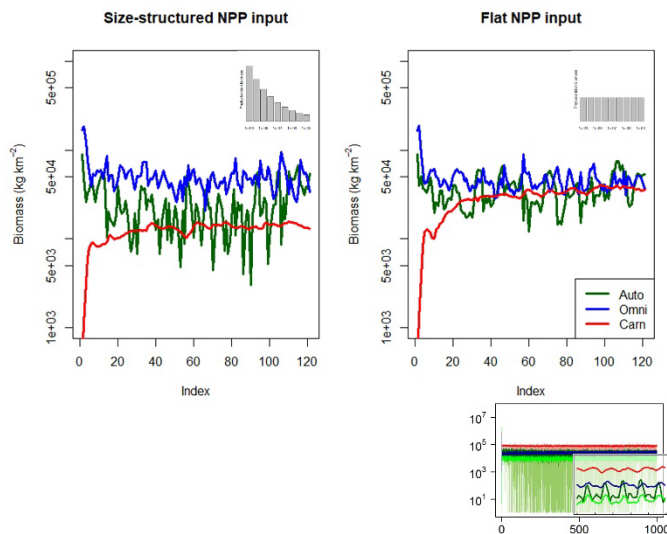 Size-structured NPP input
Flat NPP input
Biomass (kg km⁻²)
5e+05
5e+04
5e+03
1e+03
0 20 40 60 80 100 120
Index
Biomass (kg km⁻²)
5e+05
5e+04
5e+03
1e+03
Auto
Omni
Carn
0 20 40 60 80 100 120
Index
10⁷
10⁵
10³
10¹
0 500 1000